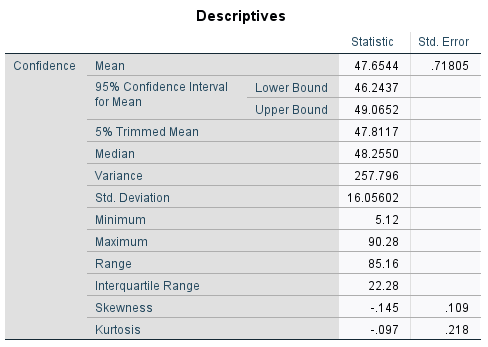 Descriptives
Statistic Std. Error
Confidence Mean 47.6544 .71805
95% Confidence Interval for Mean Lower Bound 46.2437
Upper Bound 49.0652
5% Trimmed Mean 47.8117
Median 48.2550
Variance 257.796
Std. Deviation 16.05602
Minimum 5.12
Maximum 90.28
Range 85.16
Interquartile Range 22.28
Skewness -.145 .109
Kurtosis -.097 .218